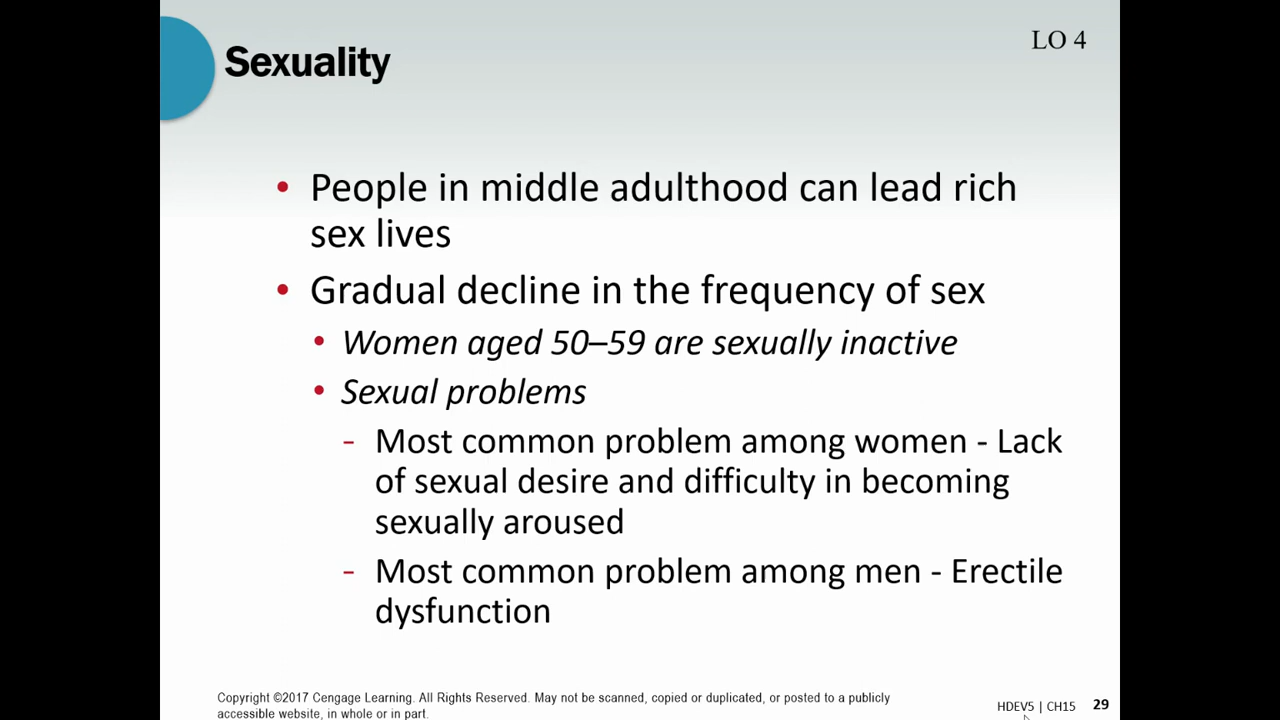 LO 4
Sexuality
• People in middle adulthood can lead rich
sex lives
• Gradual decline in the frequency of sex
• Women aged 50–59 are sexually inactive
• Sexual problems
- Most common problem among women - Lack
of sexual desire and difficulty in becoming
sexually aroused
- Most common problem among men - Erectile
dysfunction
Copyright ©2017 Cengage Learning. All Rights Reserved. May not be scanned, copied or duplicated, or posted to a publicly
accessible website, in whole or in part.
HDEV5 | CH15 29